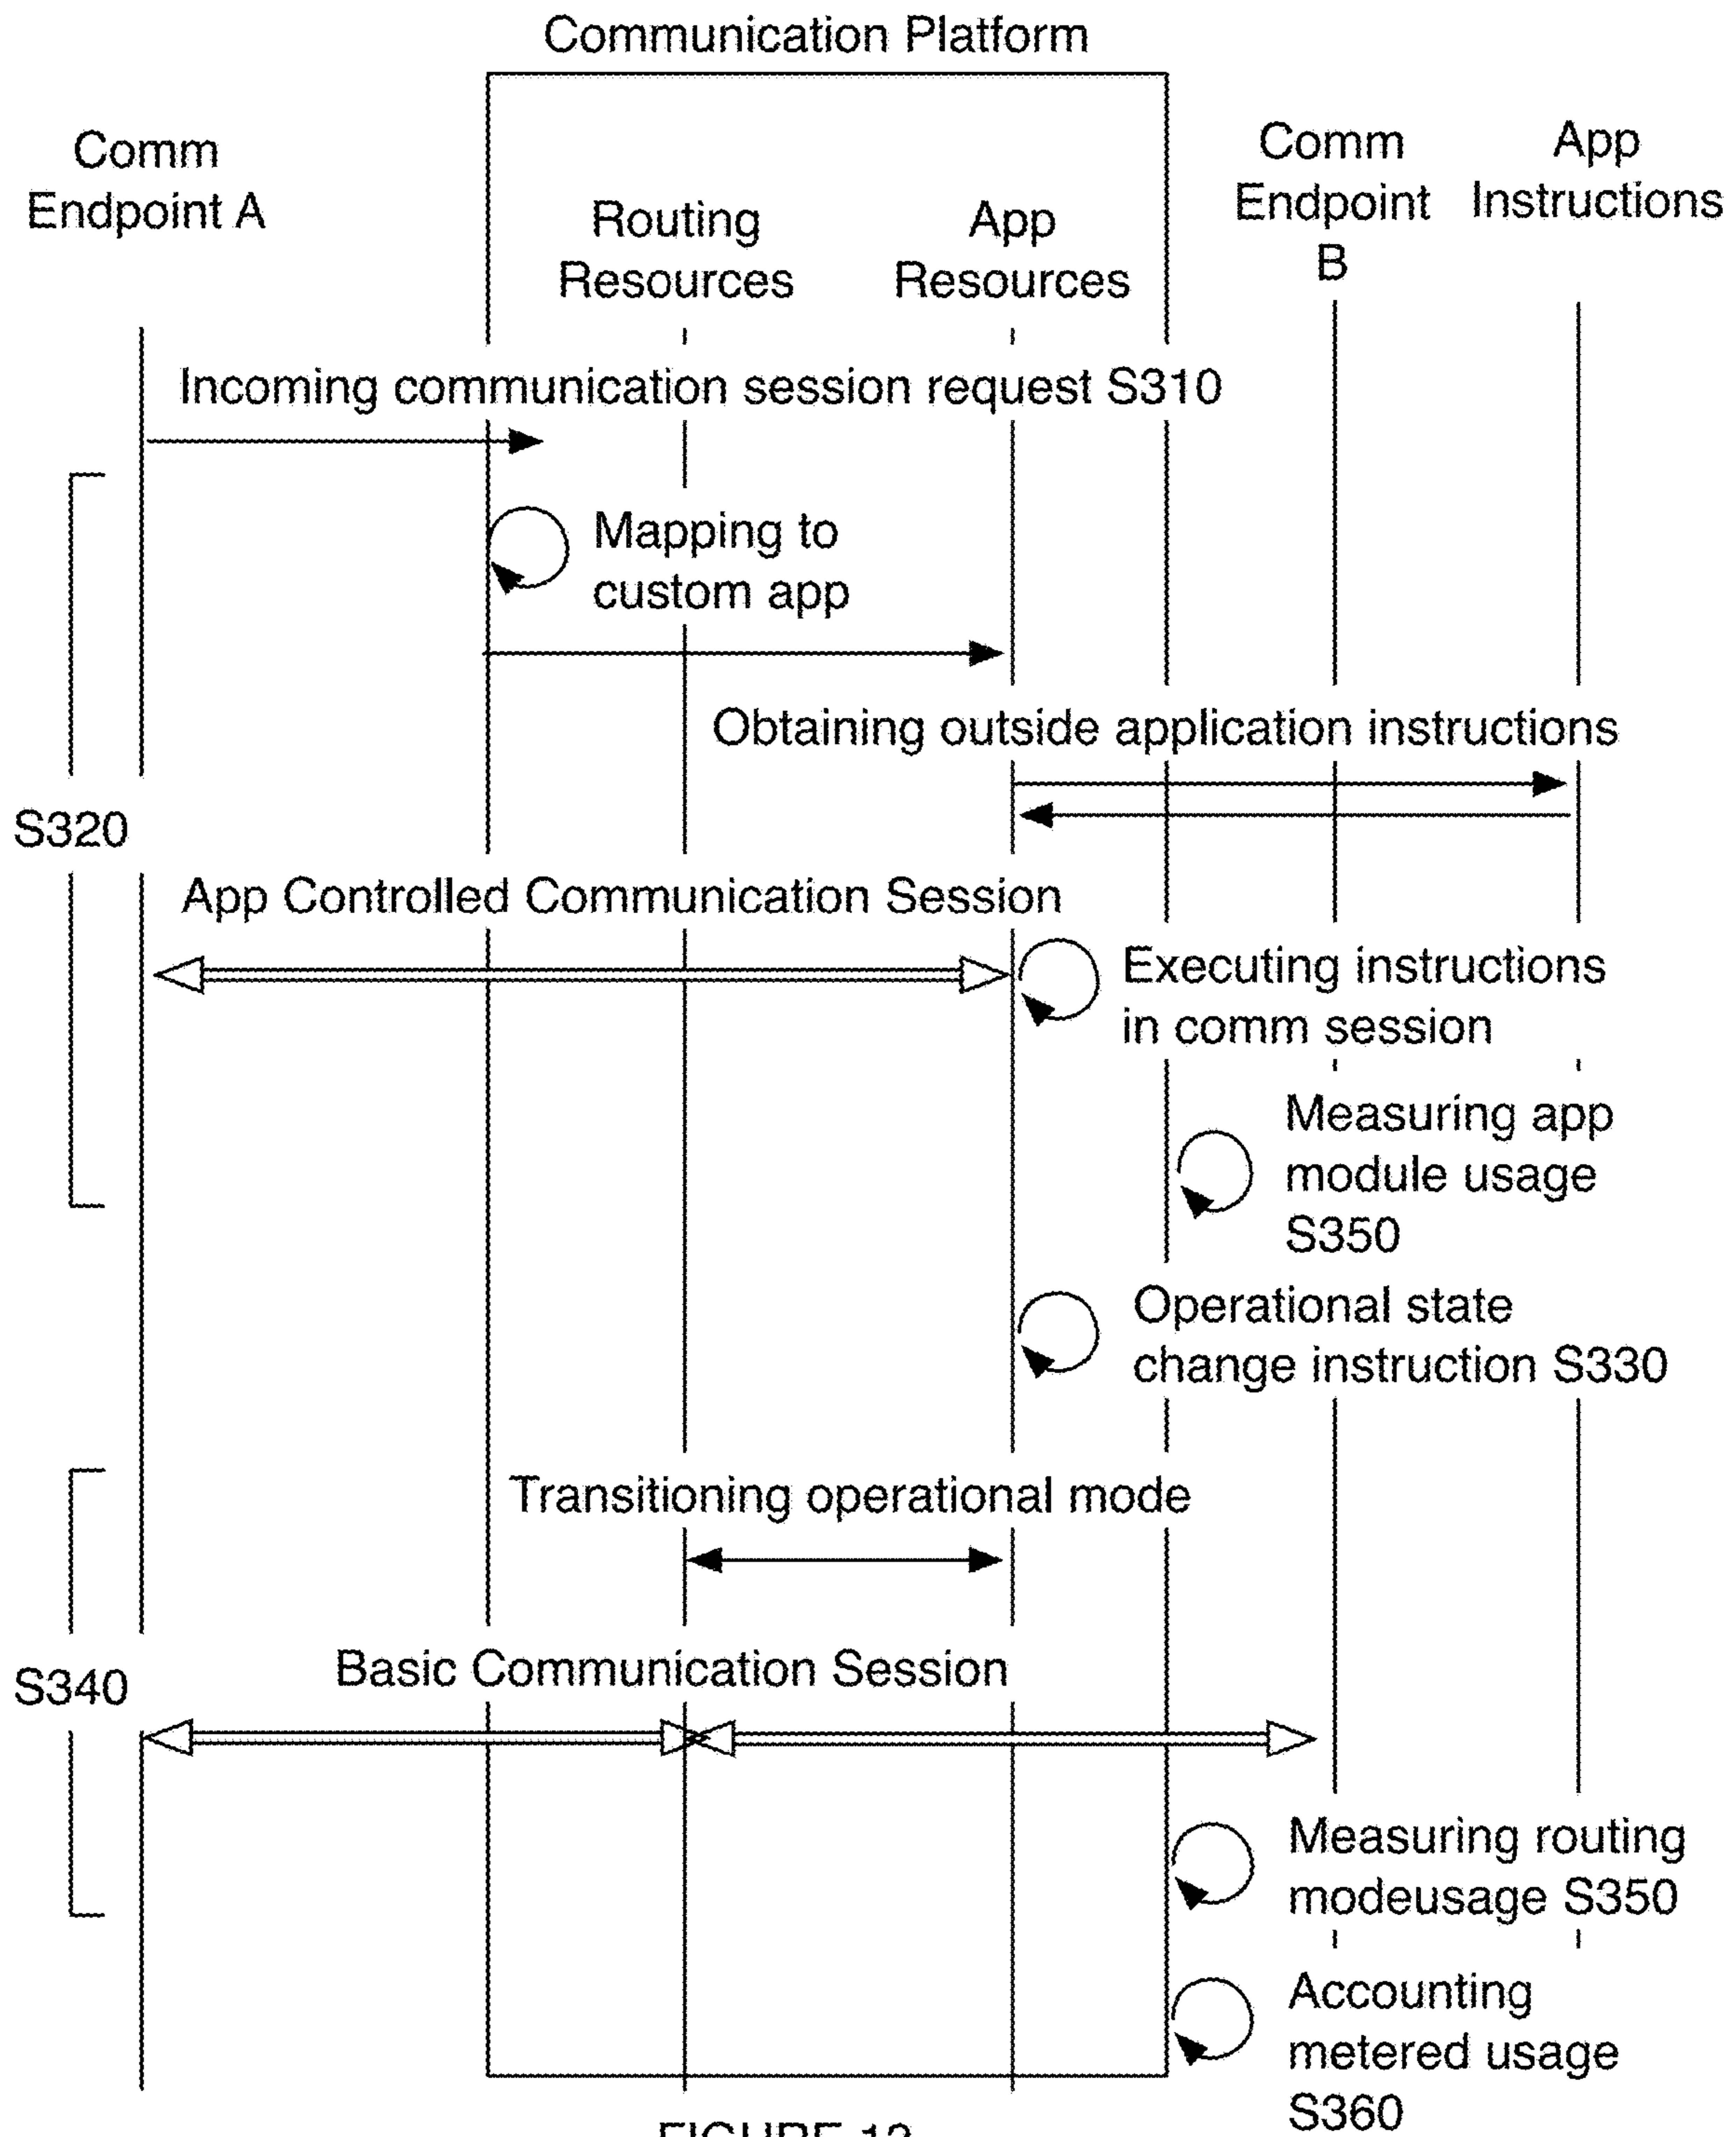 Communication Platform
Comm
Endpoint A
Routing
Resources
App
Resources
Comm
Endpoint
B
App
Instructions
Incoming communication session request S310
Mapping to
custom app
Obtaining outside application instructions
S320
App Controlled Communication Session
Executing instructions
in comm session
Measuring app
module usage
S350
Operational state
change instruction S330
Transitioning operational mode
S340
Basic Communication Session
Measuring routing
modeusage S350
Accounting
metered usage
S360
FIGURE